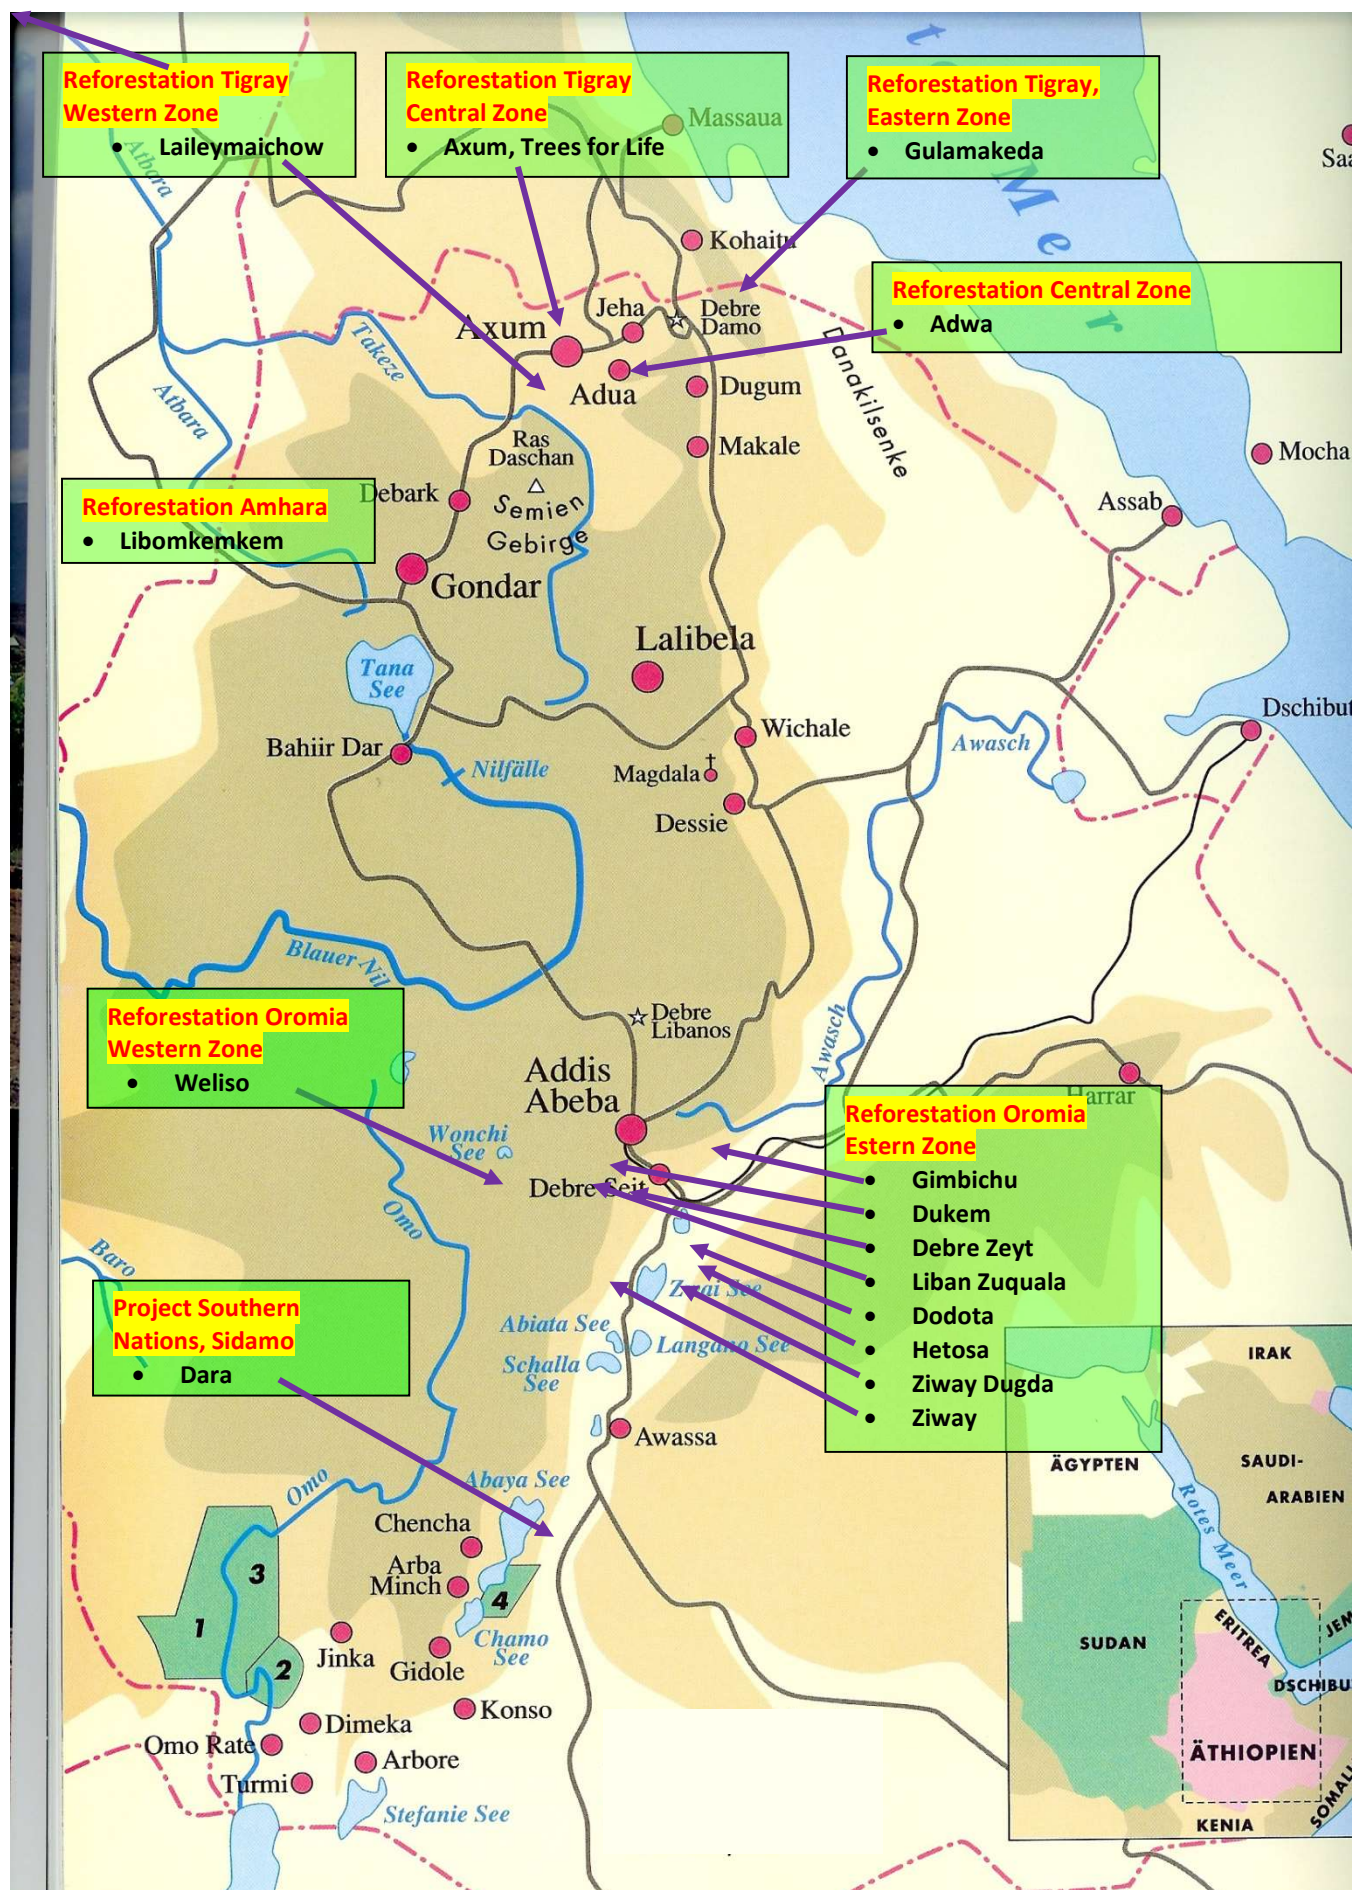 Reforestation Tigray
Western Zone
• Laileymaichow
Reforestation Tigray
Central Zone
• Axum, Trees for Life
Reforestation Tigray,
Eastern Zone
• Gulamakeda
Reforestation Central Zone
• Adwa
Massaua
Atbara
t
M e r
Kohaitu
Jeha
Debre
Damo
Axum
Adua
Takeze
Atbara
Dugum
Danakilsenke
Makale
Mocha
Ras
Daschan
Semien
Gebirge
Debark
Assab
Reforestation Amhara
• Libomkemkem
Gondar
Lalibela
Tana
See
Dschibut
Wichale
Bahiir Dar
Nilfälle
Awasch
Magdala
Dessie
Blauer Nil
Debre
Libanos
Awasch
Reforestation Oromia
Western Zone
• Weliso
Addis
Abeba
Harrar
Wonchi
See
Debre Seit
Omo
Reforestation Oromia
Estern Zone
• Gimbichu
• Dukem
• Debre Zeyt
• Liban Zuquala
• Dodota
• Hetosa
• Ziway Dugda
• Ziway
Baro
Zwai See
Project Southern
Nations, Sidamo
• Dara
Abiata See
Langano See
Schalla
See
Awassa
Omo
Abaya See
Chencha
Arba
Minch
3
1
4
2
Jinka
Gidole
Chamo
See
Konso
Dimeka
Omo Rate
Arbore
Turmi
Stefanie See
IRAK
ÄGYPTEN
SAUDI-
ARABIEN
Rotes Meer
SUDAN
ERITREA
JEM
DSCHIBU
ÄTHIOPIEN
SOMALI
KENIA